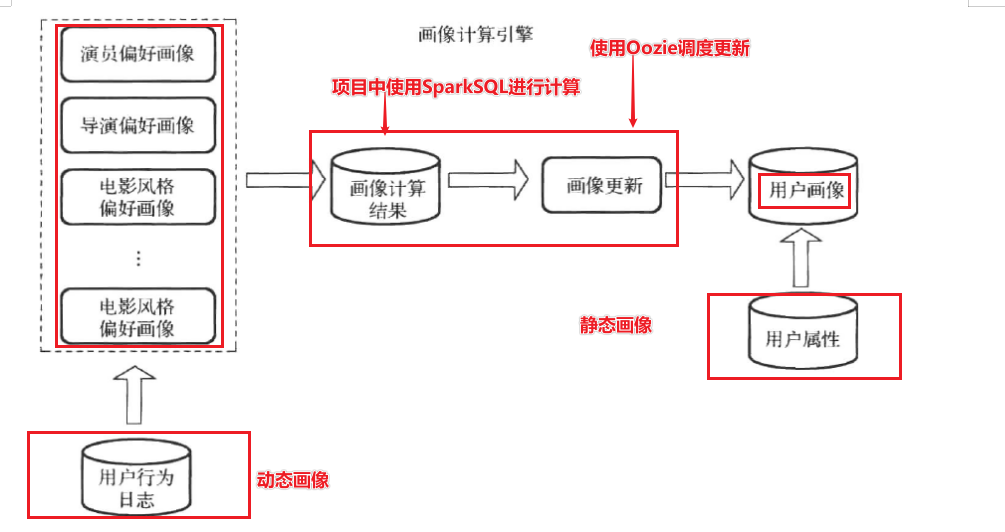 画像计算引擎
使用Oozie调度更新
项目中使用SparkSQL进行计算
演员偏好画像
导演偏好画像
电影风格
偏好画像
⋮
电影风格
偏好画像
画像计算
结果
画像更新
用户画像
静态画像
用户属性
用户行为
日志
动态画像